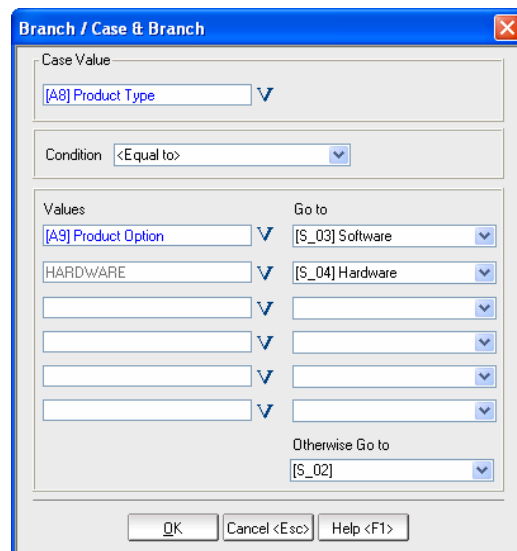 Branch / Case & Branch
Case Value
[A8] Product Type V
Condition <Equal to>
Values Go to
[A9] Product Option V [S_03] Software
HARDWARE V [S_04] Hardware
V
V
V
V
Otherwise Go to
[S_02]
OK Cancel <Esc> Help <F1>